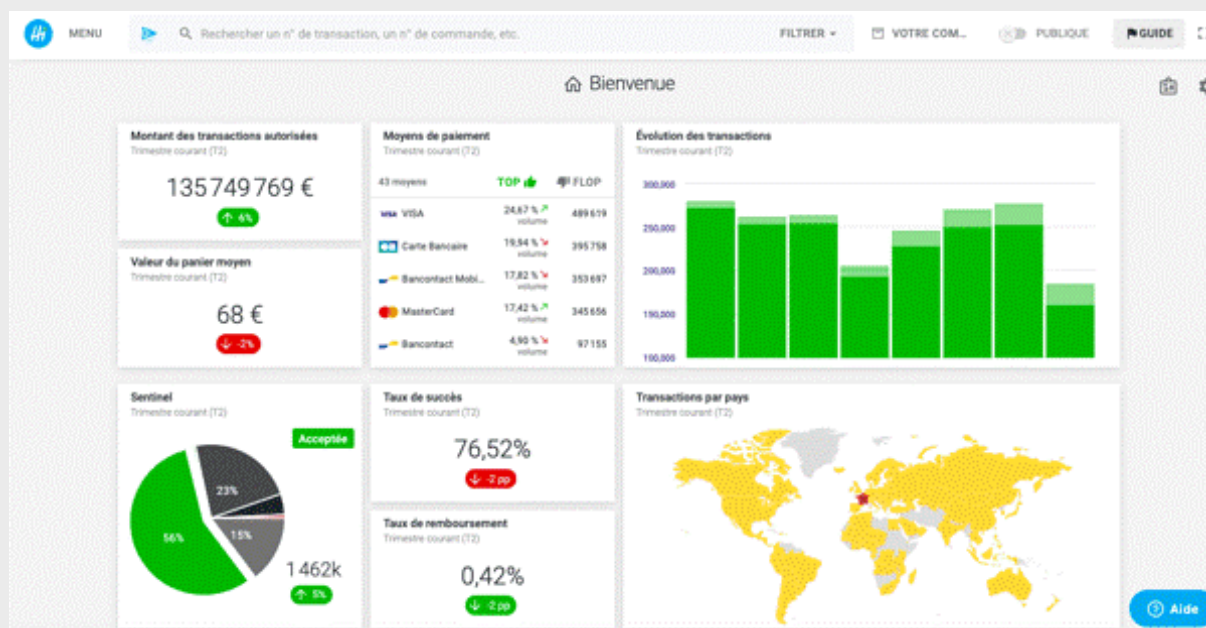 MENU
Rechercher un n° de transaction, un n° de commande, etc.
FILTRER
VOTRE COM...
PUBLIQUE
GUIDE
Bienvenue
Montant des transactions autorisées
Trimestre courant (T2)
135 749 769 €
↑ 6%
Valeur du panier moyen
Trimestre courant (T2)
68 €
↓ -2%
Moyens de paiement
Trimestre courant (T2)
43 moyens TOP FLOP
VISA VISA 24,67 % 489 619
volume
Carte Bancaire 19,94 % 395 758
volume
Bancontact Mobi... 17,82 % 353 697
volume
MasterCard 17,42 % 345 656
volume
Bancontact 4,90 % 97 155
volume
Évolution des transactions
Trimestre courant (T2)
300,000
250,000
200,000
150,000
100,000
Sentinel
Trimestre courant (T2)
Acceptée
23%
56%
15%
1 462k
↑ 5%
Taux de succès
Trimestre courant (T2)
76,52%
↓ -2 pp
Taux de remboursement
Trimestre courant (T2)
0,42%
↓ -2 pp
Transactions par pays
Trimestre courant (T2)
Aide